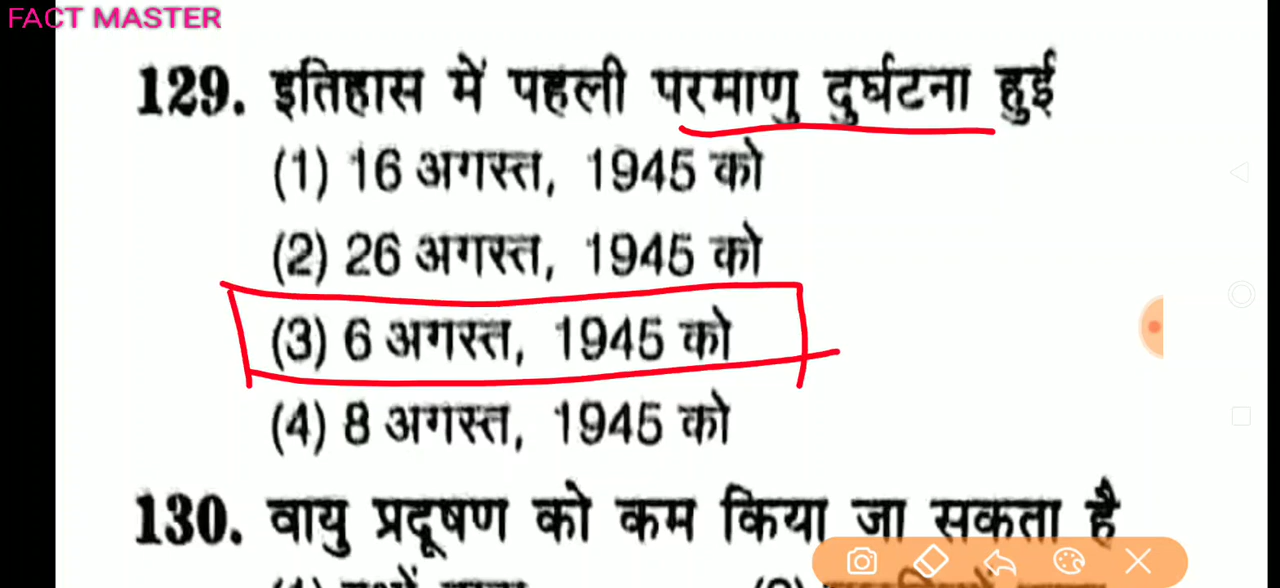 FACT MASTER
129. इतिहास में पहली परमाणु दुर्घटना हुई
(1) 16 अगस्त, 1945 को
(2) 26 अगस्त, 1945 को
(3) 6 अगस्त, 1945 को
(4) 8 अगस्त, 1945 को
130. वायु प्रदूषण को कम किया जा सकता है